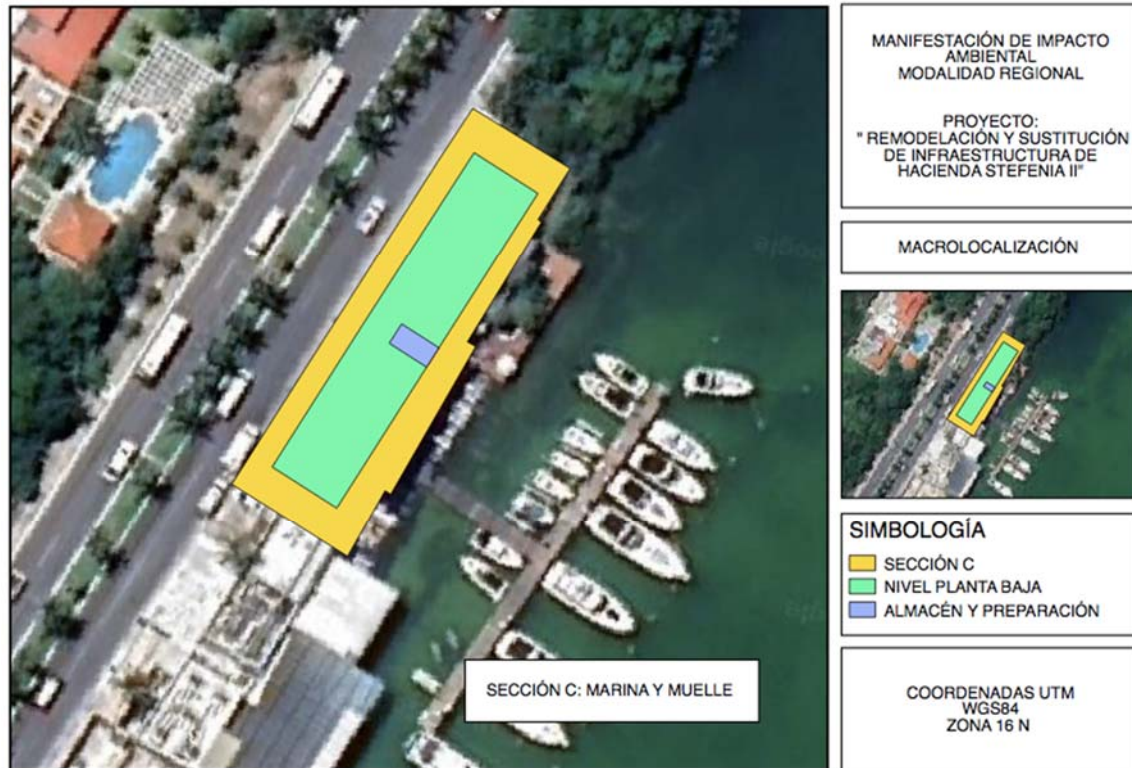 MANIFESTACIÓN DE IMPACTO
AMBIENTAL
MODALIDAD REGIONAL
PROYECTO:
" REMODELACIÓN Y SUSTITUCIÓN
DE INFRAESTRUCTURA DE
HACIENDA STEFENIA II"
MACROLOCALIZACIÓN
SIMBOLOGÍA
SECCIÓN C
NIVEL PLANTA BAJA
ALMACÉN Y PREPARACIÓN
SECCIÓN C: MARINA Y MUELLE
COORDENADAS UTM
WGS84
ZONA 16 N